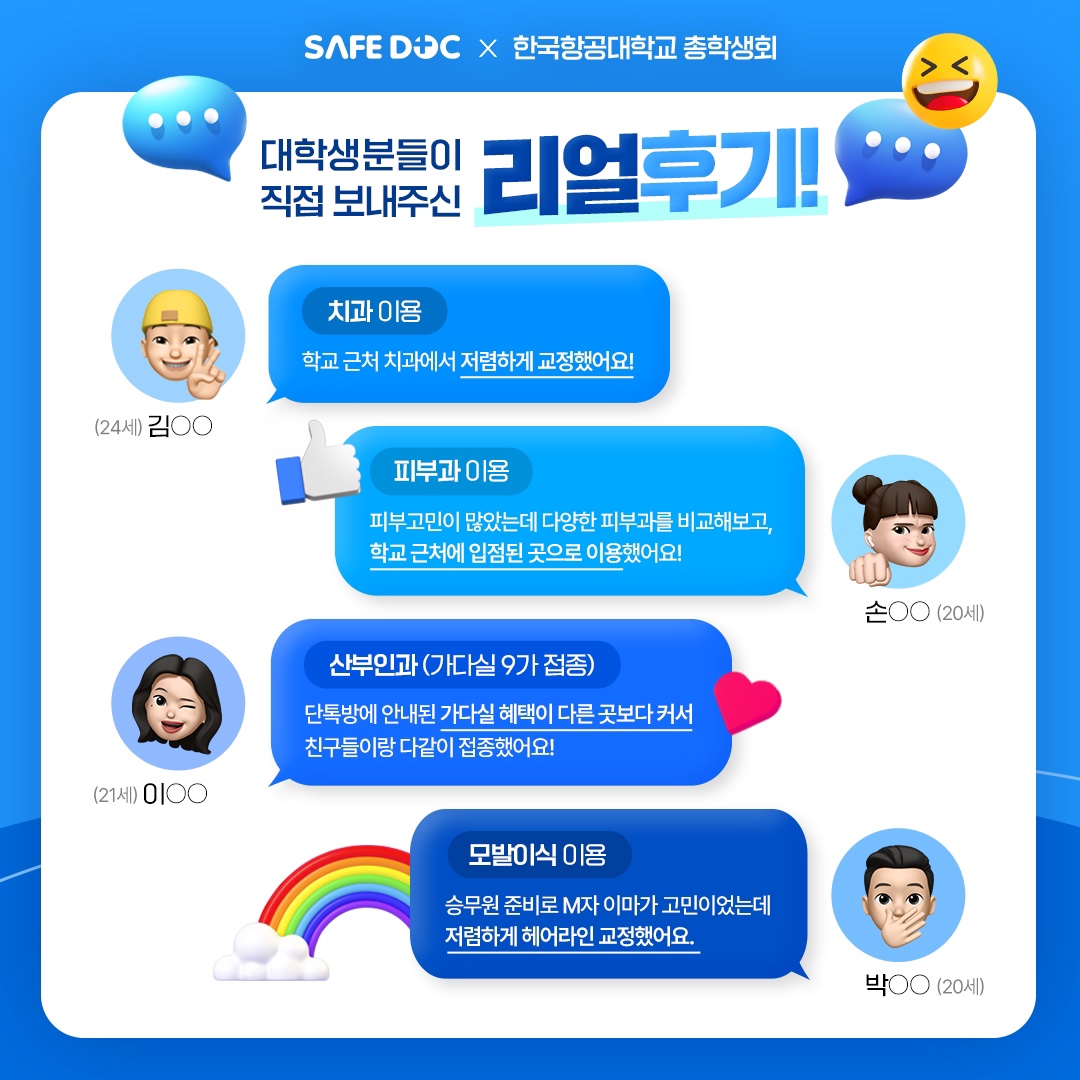 SAFE DOC × 한국항공대학교 총학생회
대학생분들이
직접 보내주신
리얼후기!
치과 이용
학교 근처 치과에서 저렴하게 교정했어요!
(24세) 김○○
피부과 이용
피부고민이 많았는데 다양한 피부과를 비교해보고,
학교 근처에 입점된 곳으로 이용했어요!
손○○ (20세)
산부인과 (가다실 9가 접종)
단톡방에 안내된 가다실 혜택이 다른 곳보다 커서
친구들이랑 다같이 접종했어요!
(21세) 이○○
모발이식 이용
승무원 준비로 M자 이마가 고민이었는데
저렴하게 헤어라인 교정했어요.
박○○ (20세)